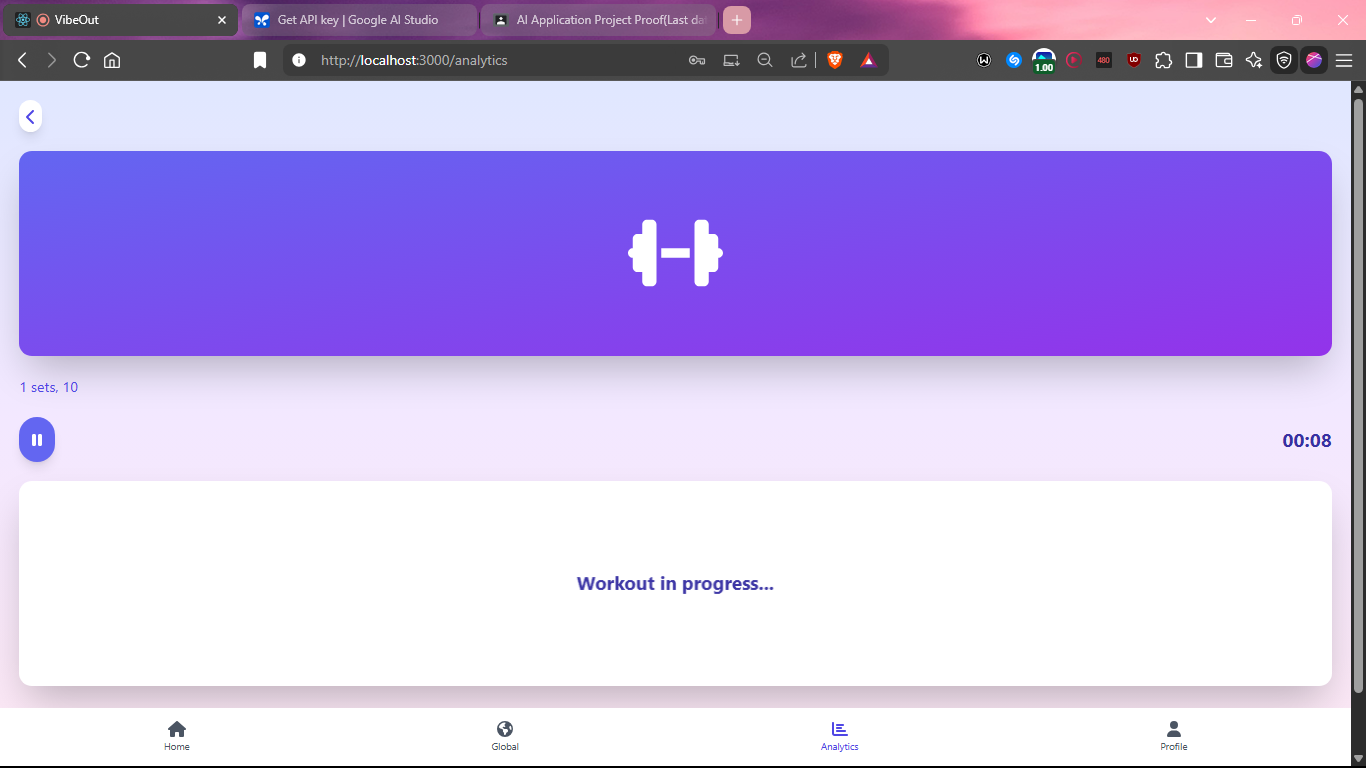 VibeOut
Get API key | Google AI Studio
AI Application Project Proof(Last da
http://localhost:3000/analytics
1.00
480
1 sets, 10
00:08
Workout in progress...
Home
Global
Analytics
Profile